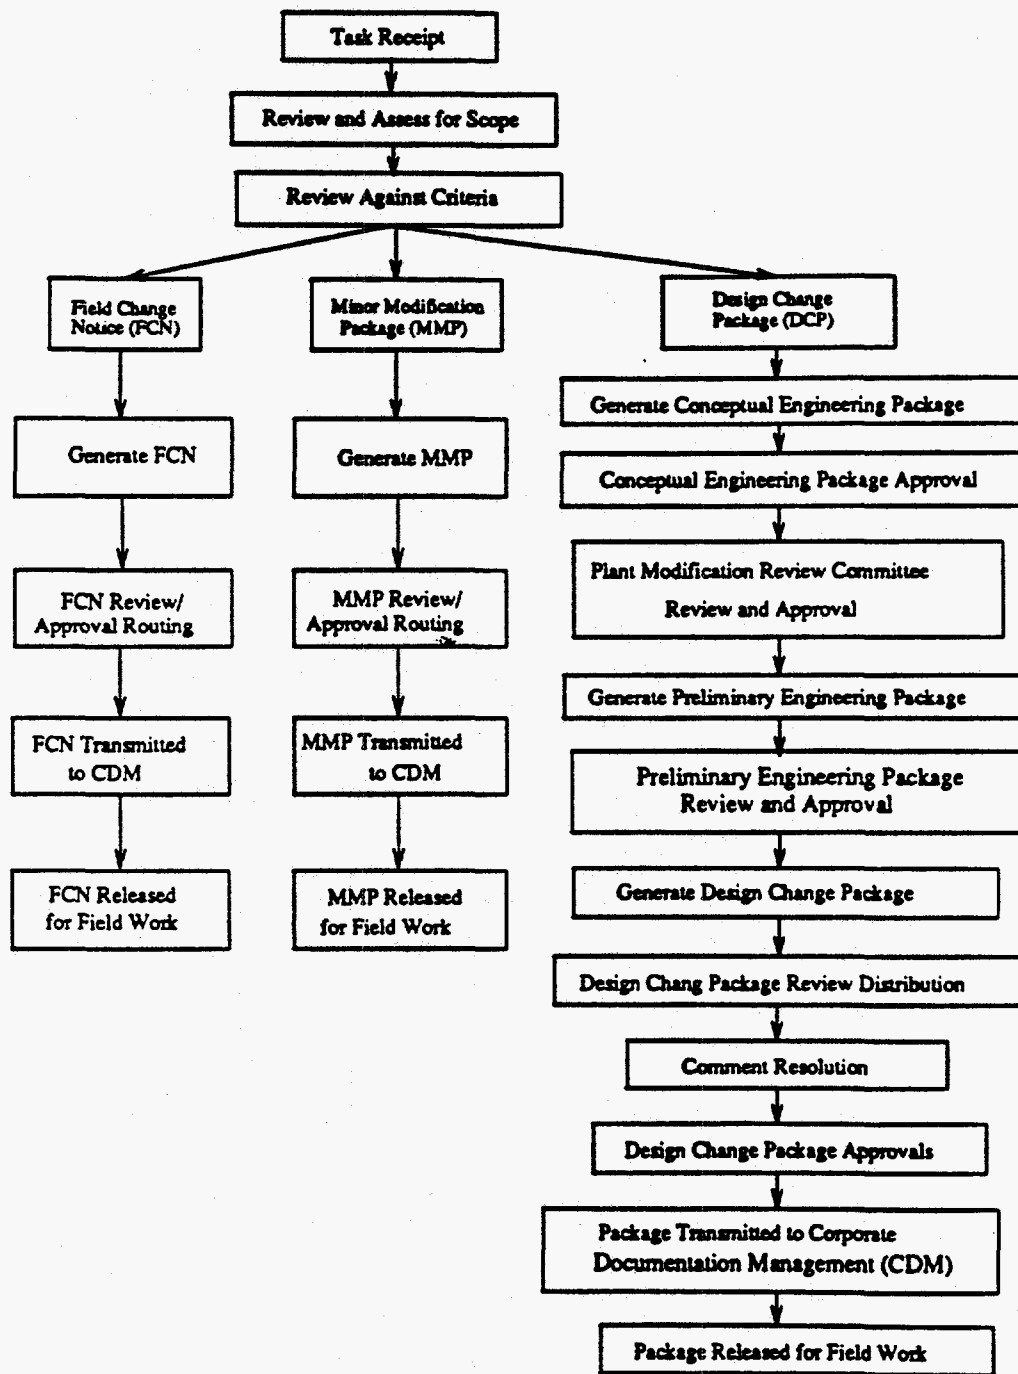 Task Receipt
Review and Assess for Scope
Review Against Criteria
Field Change
Notice (FCN)
Minor Modification
Package (MMP)
Design Change
Package (DCP)
Generate FCN
Generate MMP
Generate Conceptual Engineering Package
Conceptual Engineering Package Approval
FCN Review/
Approval Routing
MMP Review/
Approval Routing
Plant Modification Review Committee
Review and Approval
Generate Preliminary Engineering Package
FCN Transmitted
to CDM
MMP Transmitted
to CDM
Preliminary Engineering Package
Review and Approval
FCN Released
for Field Work
MMP Released
for Field Work
Generate Design Change Package
Design Chang Package Review Distribution
Comment Resolution
Design Change Package Approvals
Package Transmitted to Corporate
Documentation Management (CDM)
Package Released for Field Work